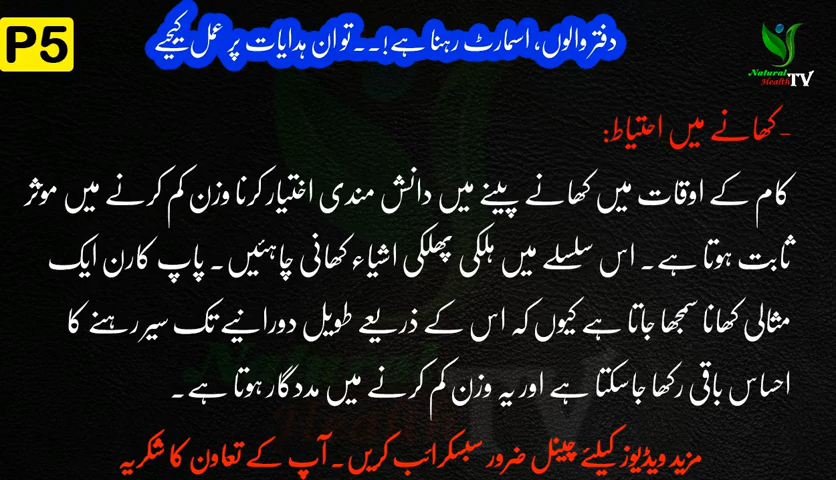 P5
دفتر والوں، اسمارٹ رہنا ہے!۔۔تو ان ہدایات پر عمل کیجیے
Natural
Health TV
-کھانے میں احتیاط:
کام کے اوقات میں کھانے پینے میں دانش مندی اختیار کرنا وزن کم کرنے میں موثر
ثابت ہوتا ہے۔ اس سلسلے میں ہلکی پھلکی اشیاء کھانی چاہئیں۔ پاپ کارن ایک
مثالی کھانا سمجھا جاتا ہے کیوں کہ اس کے ذریعے طویل دورانیے تک سیر رہنے کا
احساس باقی رکھا جاسکتا ہے اور یہ وزن کم کرنے میں مددگار ہوتا ہے۔
مزید ویڈیوز کیلئے چینل ضرور سبسکرائب کریں۔ آپ کے تعاون کا شکریہ